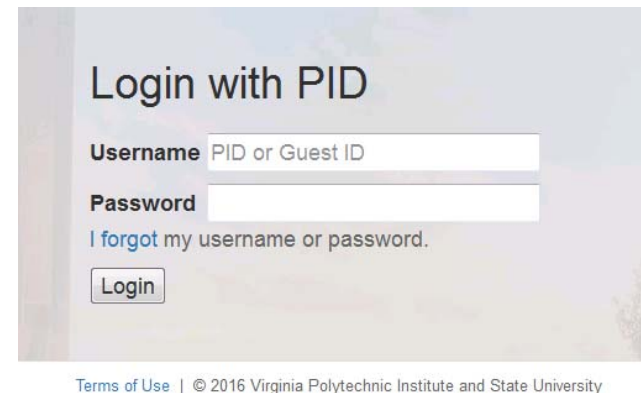 Login with PID
Username PID or Guest ID
Password
I forgot my username or password.
Login
Terms of Use | © 2016 Virginia Polytechnic Institute and State University